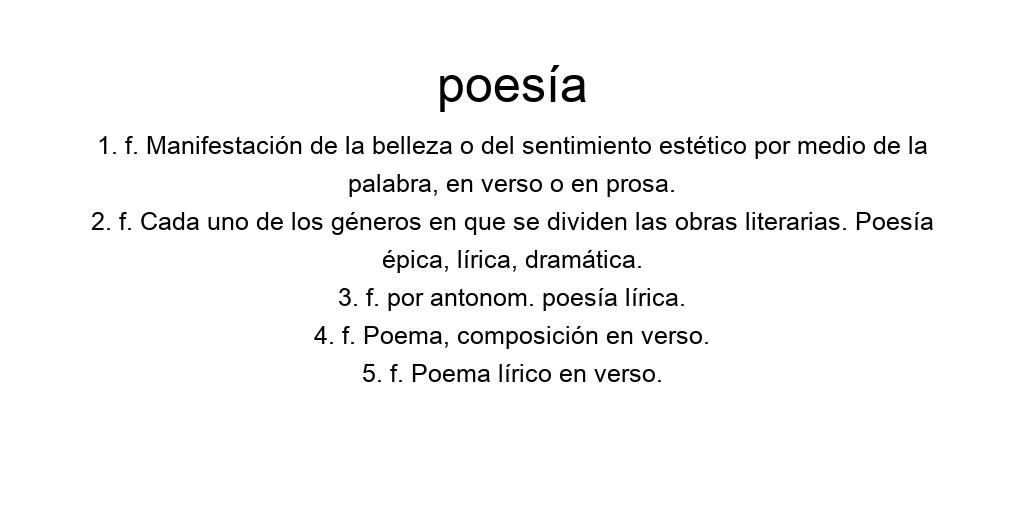 poesía
1. f. Manifestación de la belleza o del sentimiento estético por medio de la
palabra, en verso o en prosa.
2. f. Cada uno de los géneros en que se dividen las obras literarias. Poesía
épica, lírica, dramática.
3. f. por antonom. poesía lírica.
4. f. Poema, composición en verso.
5. f. Poema lírico en verso.